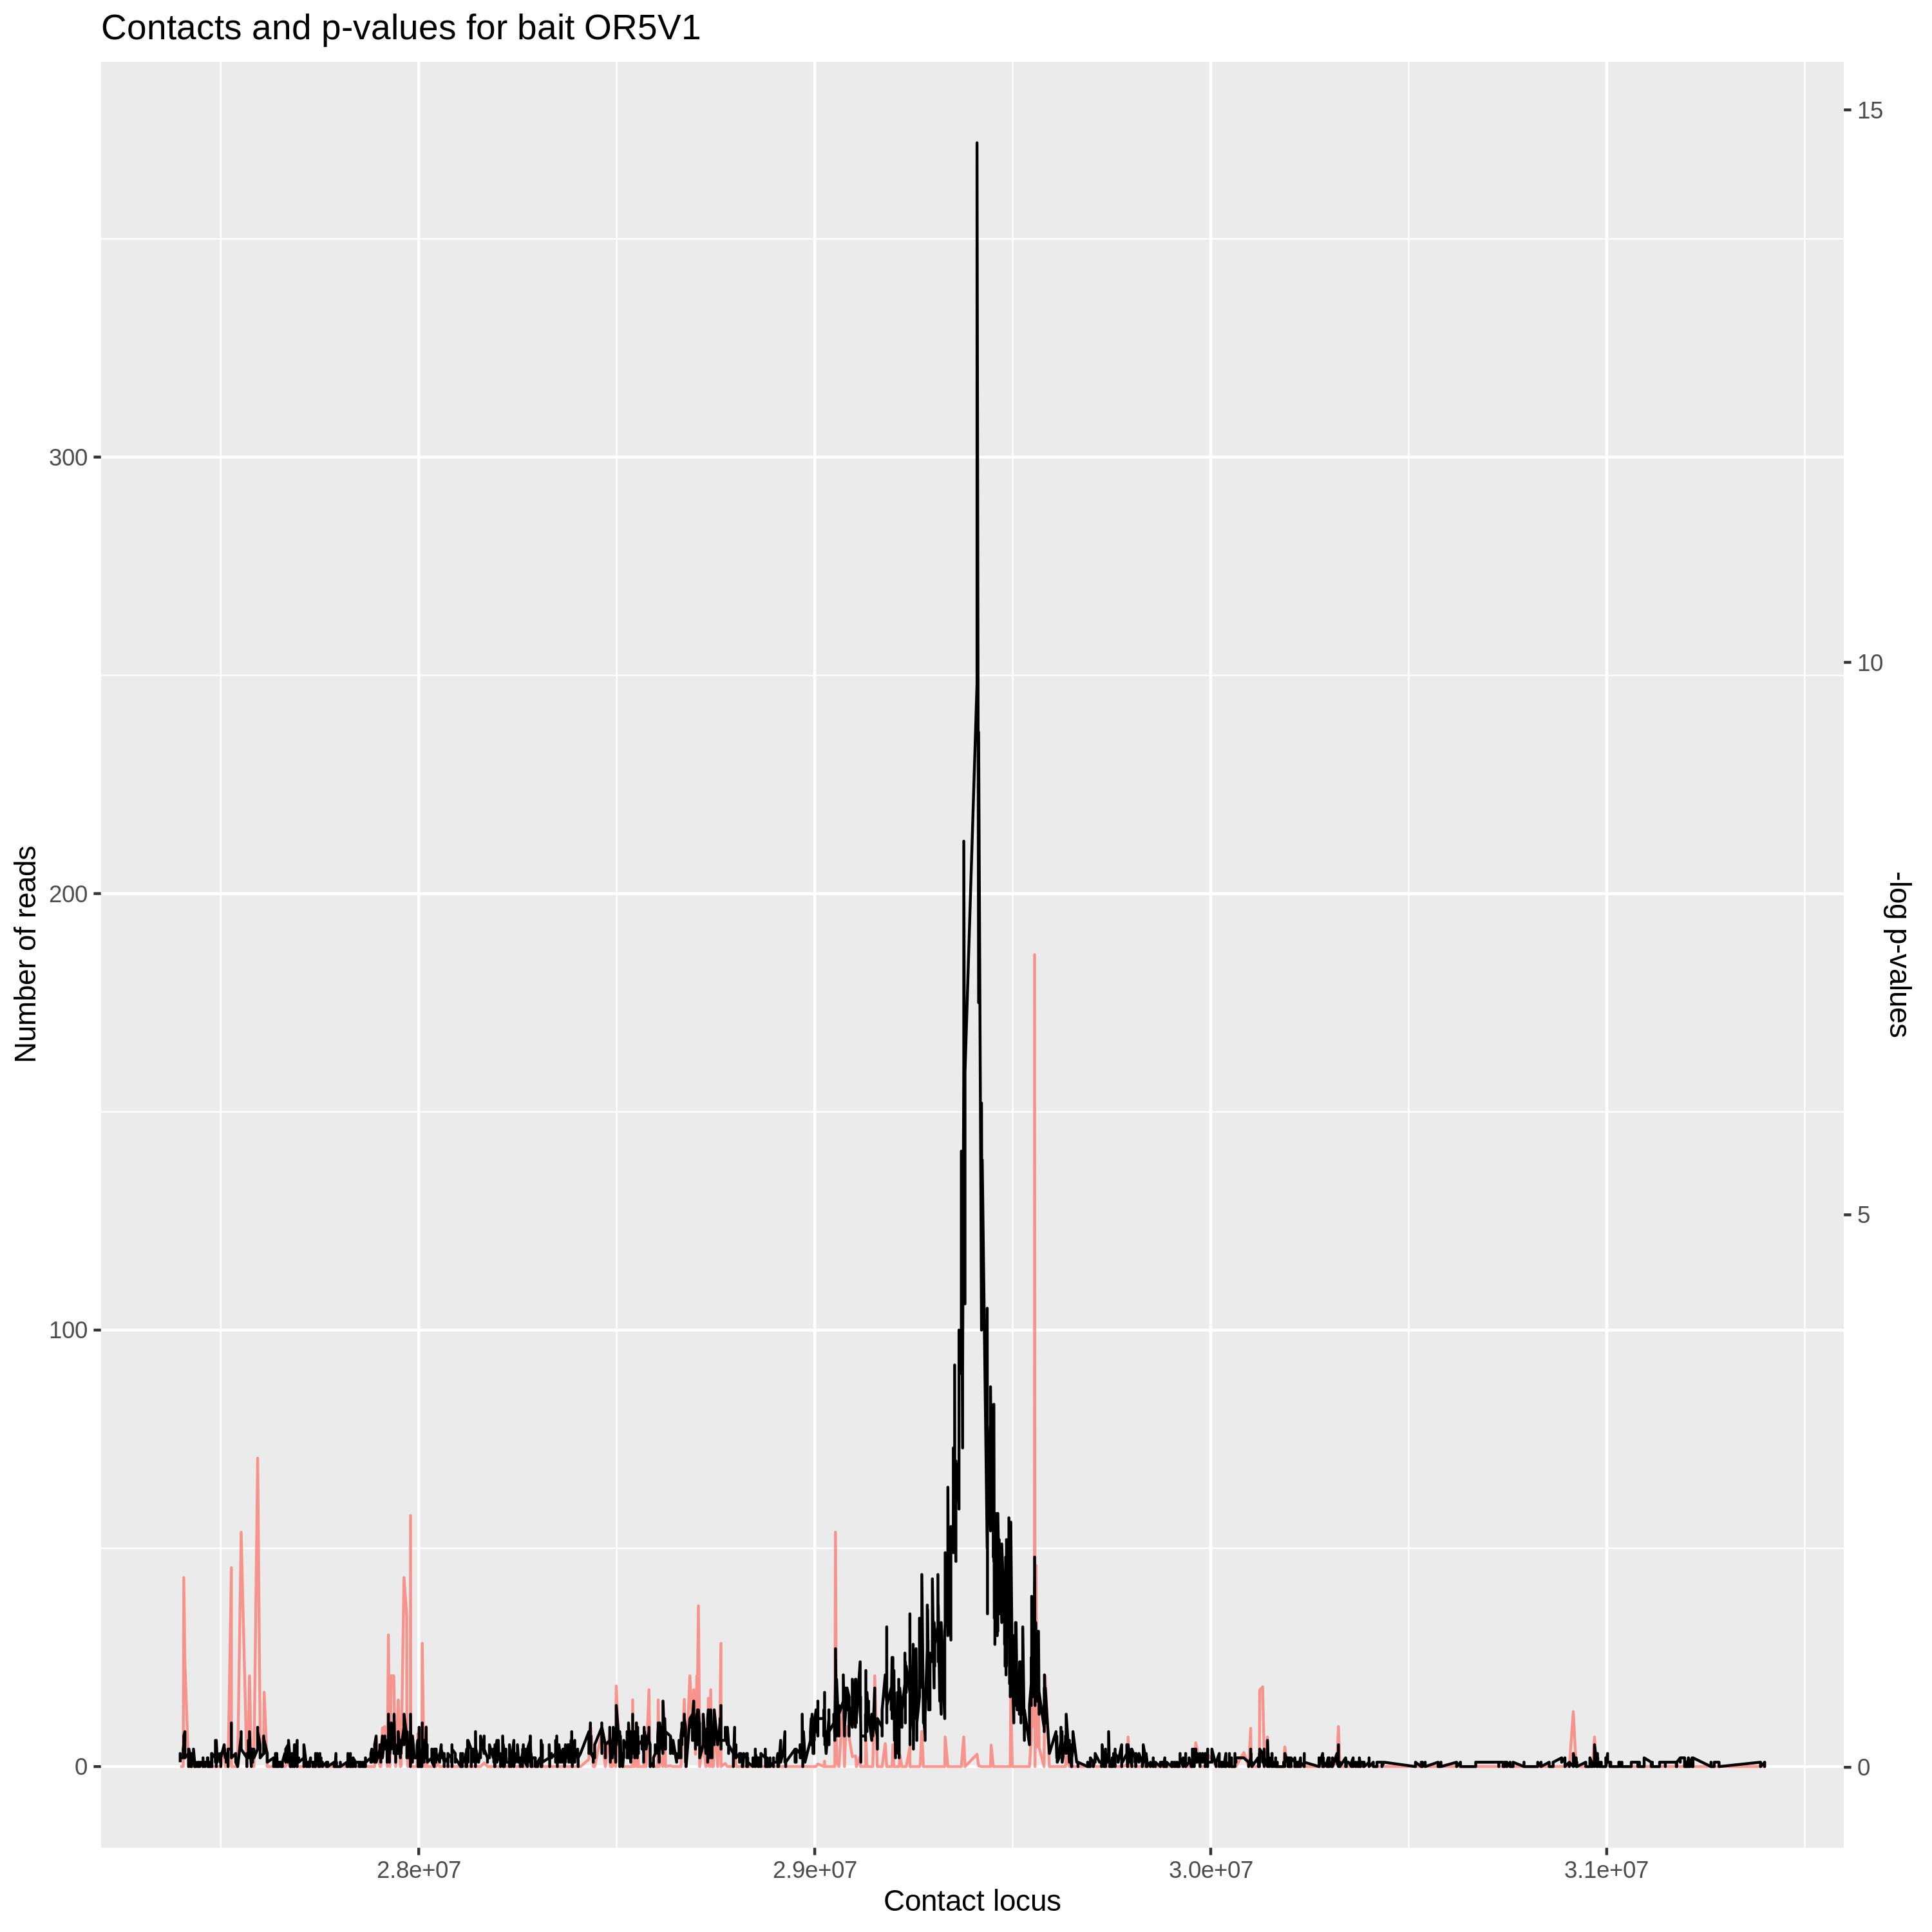 Contacts and p-values for bait OR5V1
15
300
10
200
Number of reads
-log p-values
5
100
0
0
2.8e+07
2.9e+07
3.0e+07
3.1e+07
Contact locus